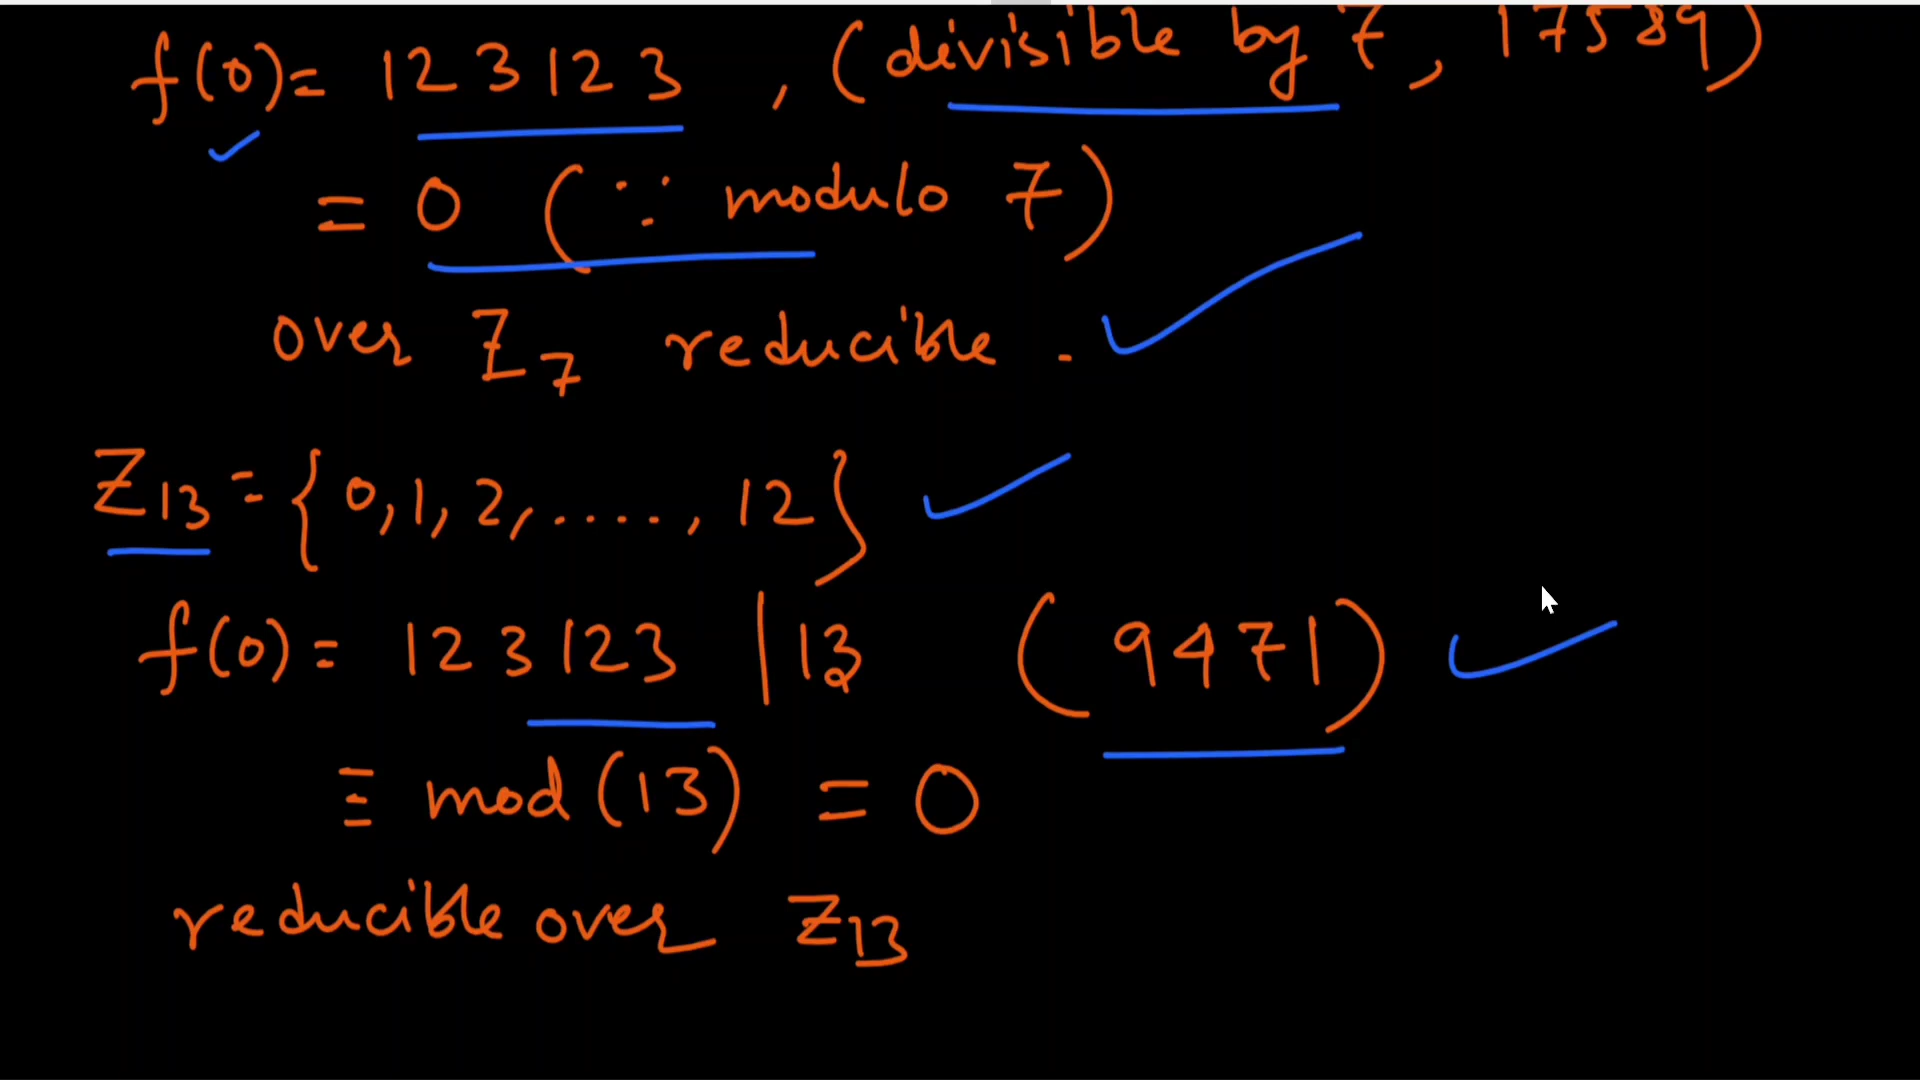 f(0)= 123123 , (divisible by 7, 17589)
= 0 (∵ modulo 7)
over Z7 reducible .
Z13 = {0,1,2,....,12}
f(0)= 123123 |13 (9471)
≡ mod(13) = 0
reducible over Z13